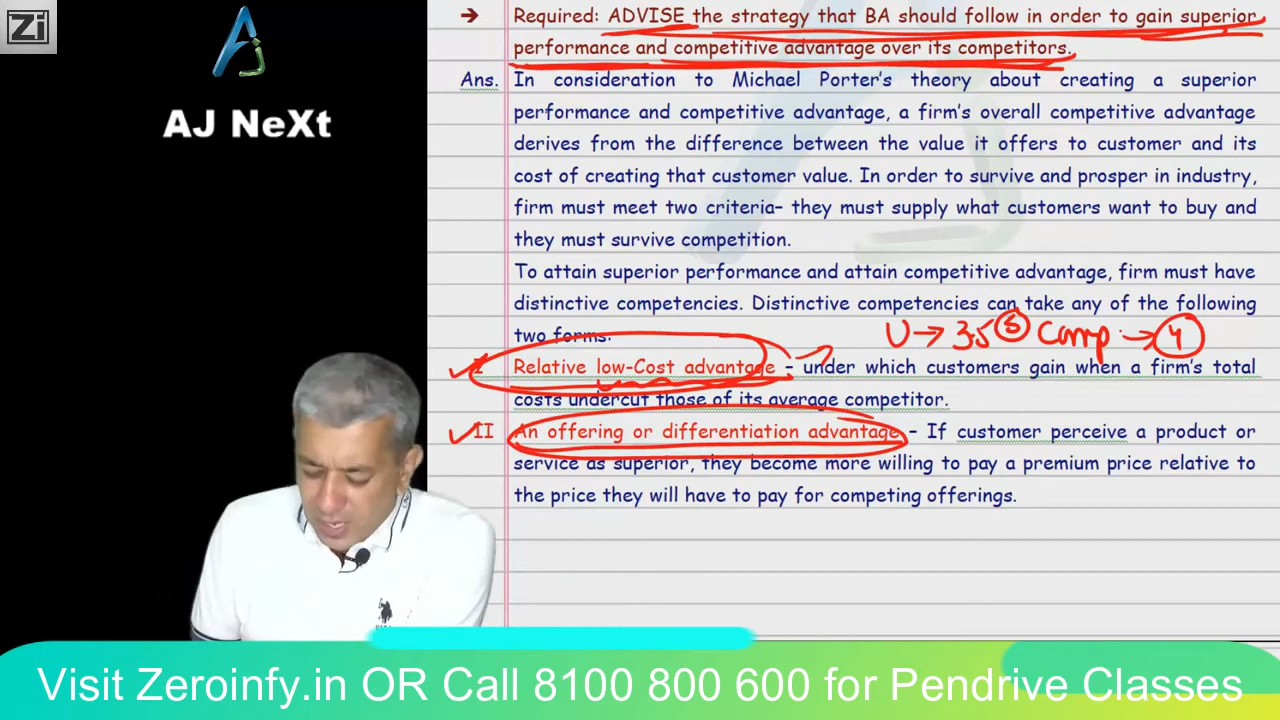 Zi
AJ NeXt
→ Required: ADVISE the strategy that BA should follow in order to gain superior
performance and competitive advantage over its competitors.
Ans. In consideration to Michael Porter's theory about creating a superior
performance and competitive advantage, a firm's overall competitive advantage
derives from the difference between the value it offers to customer and its
cost of creating that customer value. In order to survive and prosper in industry,
firm must meet two criteria– they must supply what customers want to buy and
they must survive competition.
To attain superior performance and attain competitive advantage, firm must have
distinctive competencies. Distinctive competencies can take any of the following
two forms:
U → 3.5 Comp → 4
I Relative low-Cost advantage – under which customers gain when a firm's total
costs undercut those of its average competitor.
II An offering or differentiation advantage – If customer perceive a product or
service as superior, they become more willing to pay a premium price relative to
the price they will have to pay for competing offerings.
Visit Zeroinfy.in OR Call 8100 800 600 for Pendrive Classes